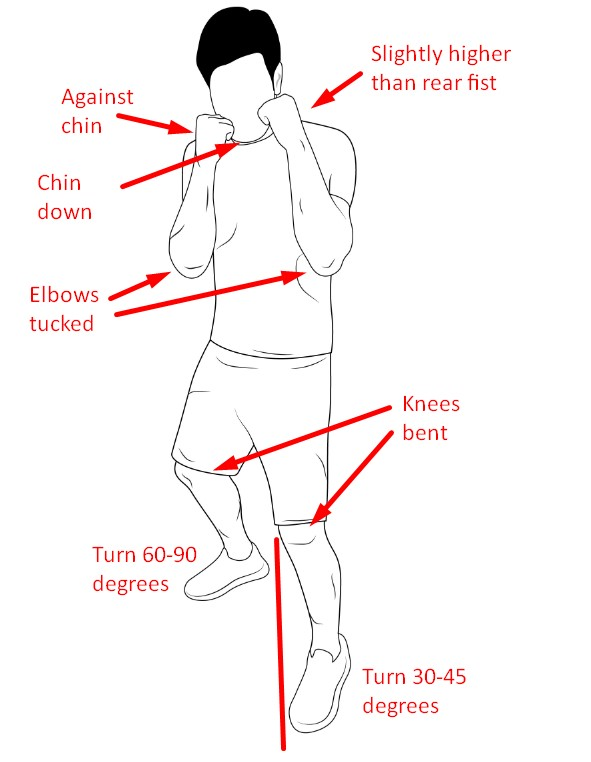 Slightly higher
than rear fist
Against
chin
Chin
down
Elbows
tucked
Knees
bent
Turn 60-90
degrees
Turn 30-45
degrees